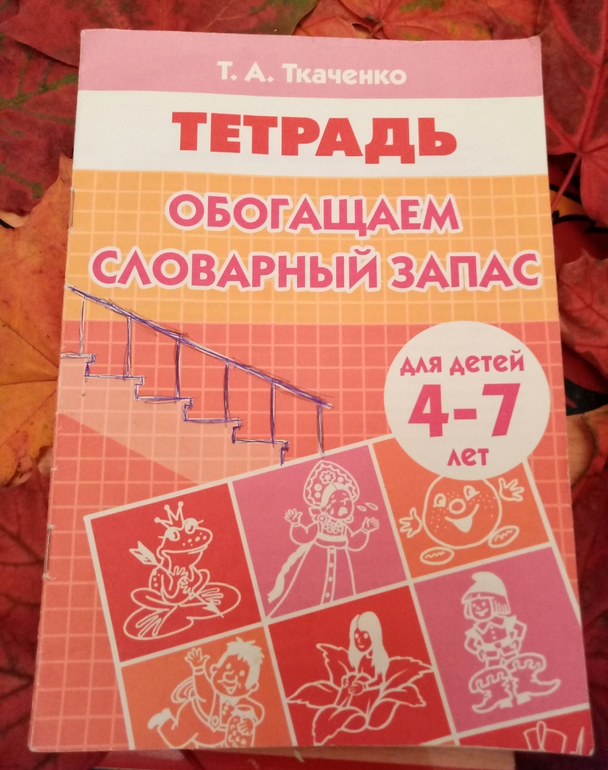 Т. А. Ткаченко
ТЕТРАДЬ
ОБОГАЩАЕМ
СЛОВАРНЫЙ ЗАПАС
для детей
4-7
лет